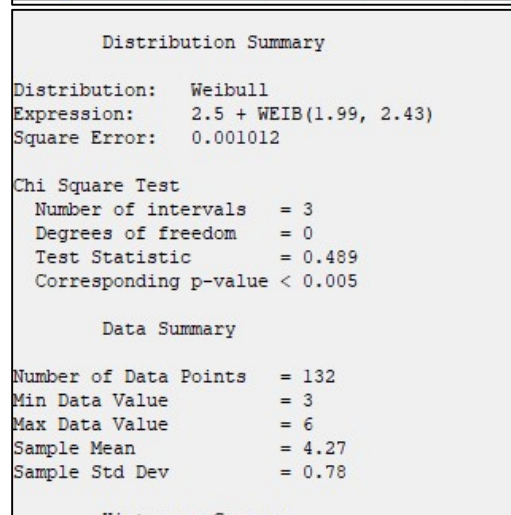 Distribution Summary
Distribution: Weibull
Expression: 2.5 + WEIB(1.99, 2.43)
Square Error: 0.001012
Chi Square Test
Number of intervals = 3
Degrees of freedom = 0
Test Statistic = 0.489
Corresponding p-value < 0.005
Data Summary
Number of Data Points = 132
Min Data Value = 3
Max Data Value = 6
Sample Mean = 4.27
Sample Std Dev = 0.78